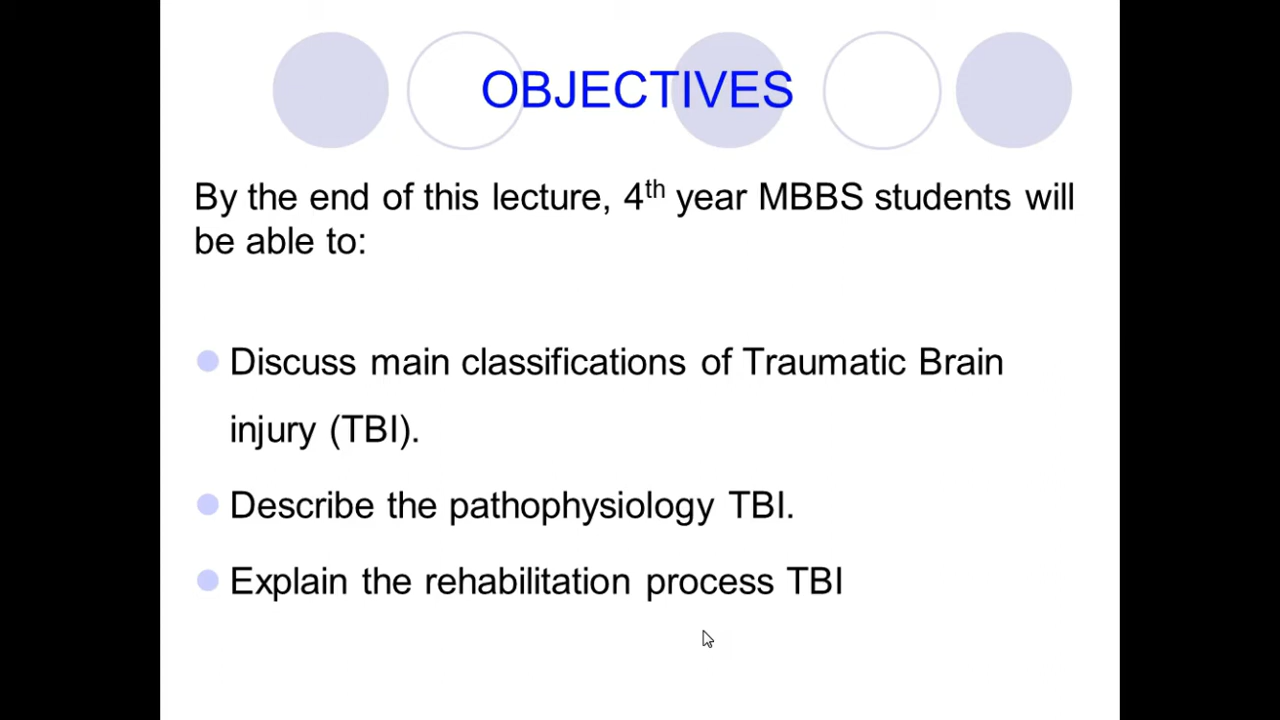 OBJECTIVES
By the end of this lecture, 4th year MBBS students will
be able to:
Discuss main classifications of Traumatic Brain
injury (TBI).
Describe the pathophysiology TBI.
Explain the rehabilitation process TBI